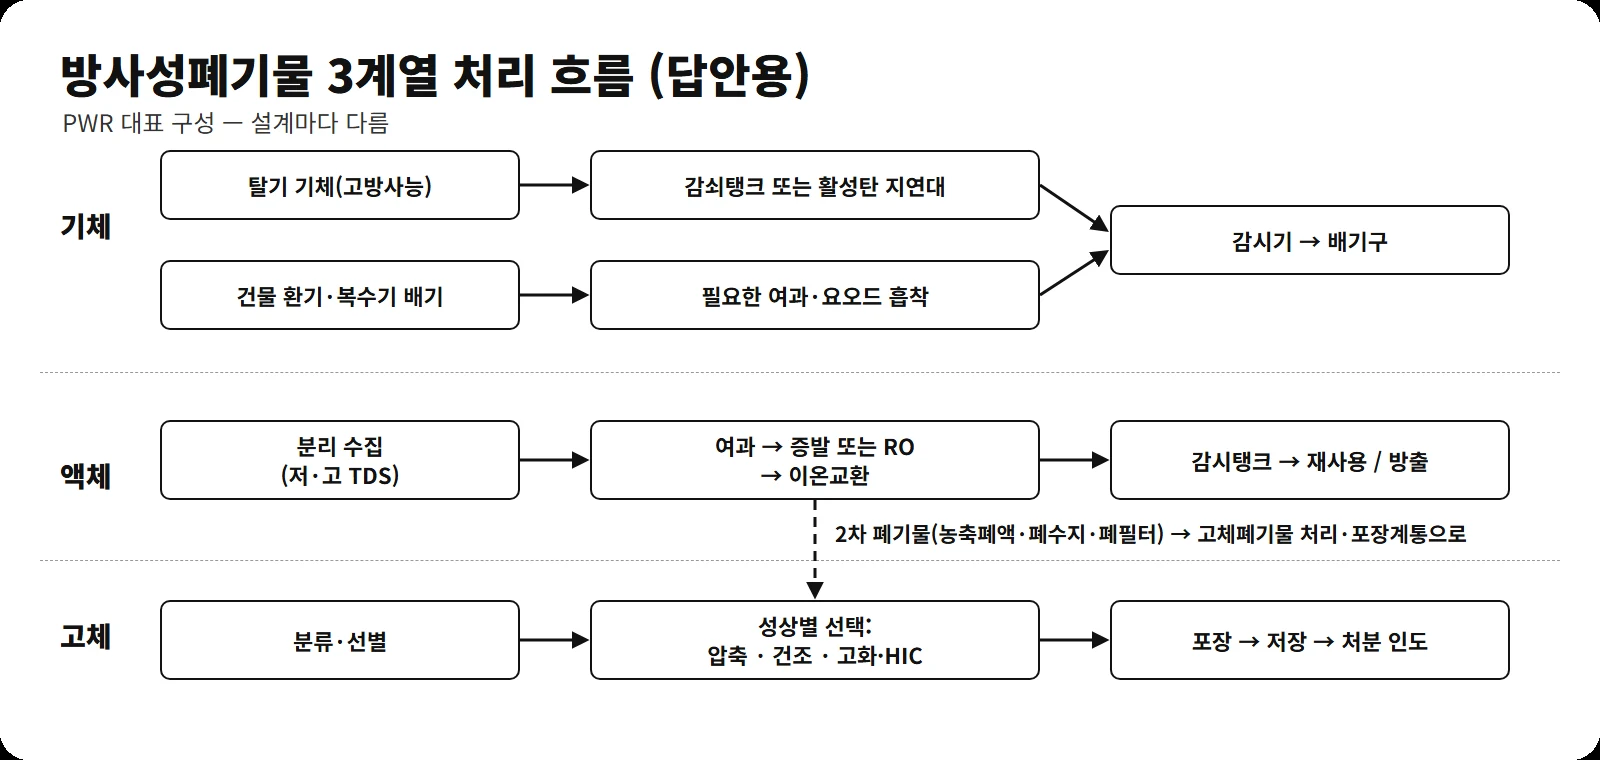 방사성폐기물 3계열 처리 흐름 (답안용)
PWR 대표 구성 — 설계마다 다름
기체
탈기 기체(고방사능)
감쇠탱크 또는 활성탄 지연대
건물 환기·복수기 배기
필요한 여과·요오드 흡착
감시기 → 배기구
액체
분리 수집
(저·고 TDS)
여과 → 증발 또는 RO
→ 이온교환
감시탱크 → 재사용 / 방출
2차 폐기물(농축폐액·폐수지·폐필터) → 고체폐기물 처리·포장계통으로
고체
분류·선별
성상별 선택:
압축 · 건조 · 고화·HIC
포장 → 저장 → 처분 인도